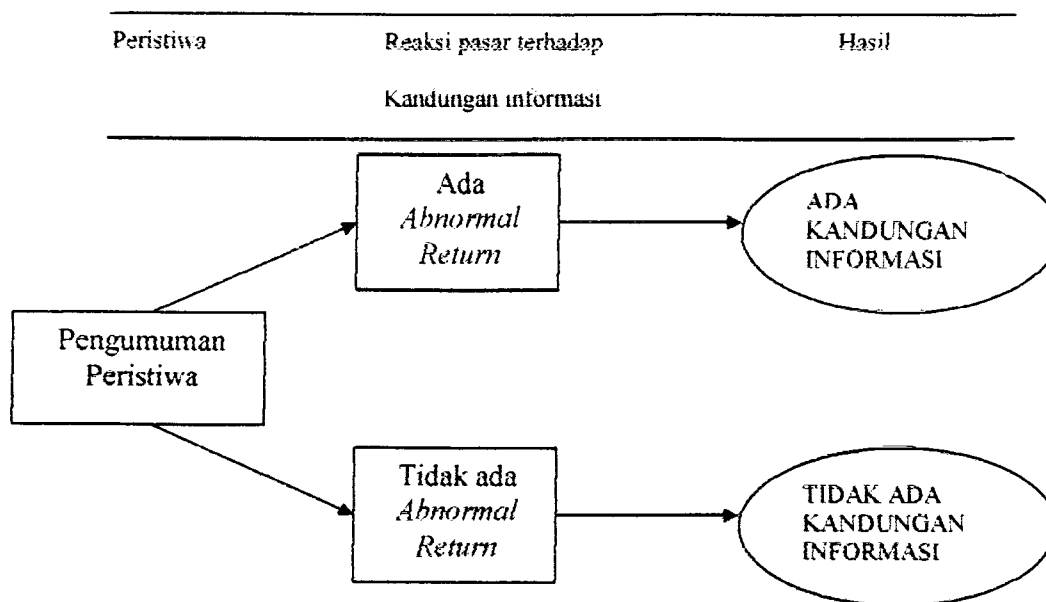 Peristiwa Reaksi pasar terhadap Hasil
Kandungan informasi
Ada
Abnormal
Return
ADA
KANDUNGAN
INFORMASI
Pengumuman
Peristiwa
Tidak ada
Abnormal
Return
TIDAK ADA
KANDUNGAN
INFORMASI